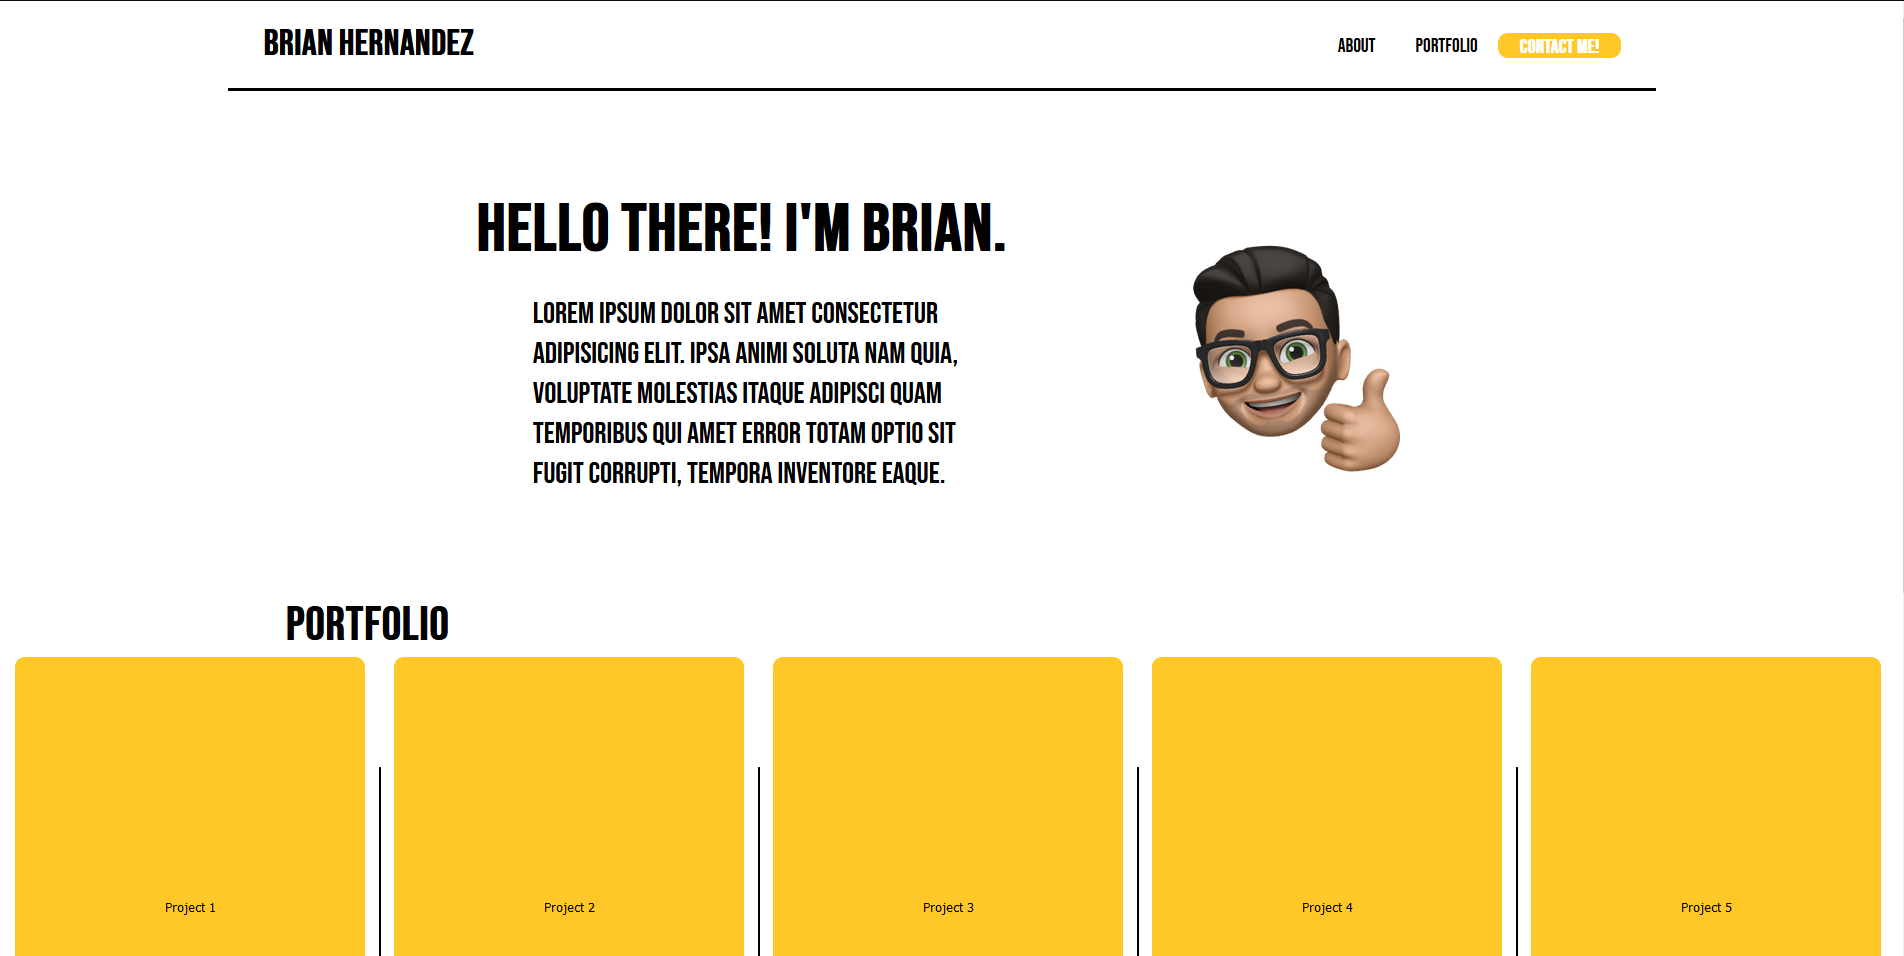 BRIAN HERNANDEZ
ABOUT PORTFOLIO CONTACT ME!
HELLO THERE! I'M BRIAN.
LOREM IPSUM DOLOR SIT AMET CONSECTETUR
ADIPISICING ELIT. IPSA ANIMI SOLUTA NAM QUIA,
VOLUPTATE MOLESTIAS ITAQUE ADIPISCI QUAM
TEMPORIBUS QUI AMET ERROR TOTAM OPTIO SIT
FUGIT CORRUPTI, TEMPORA INVENTORE EAQUE.
PORTFOLIO
Project 1
Project 2
Project 3
Project 4
Project 5